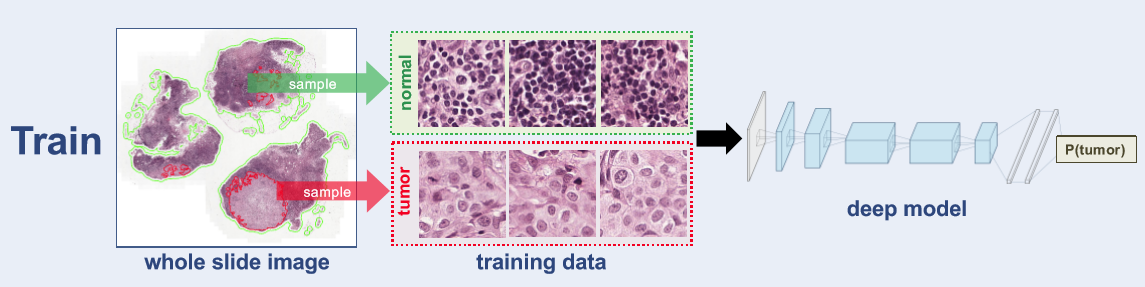 Train
sample
sample
normal
tumor
P(tumor)
deep model
whole slide image
training data